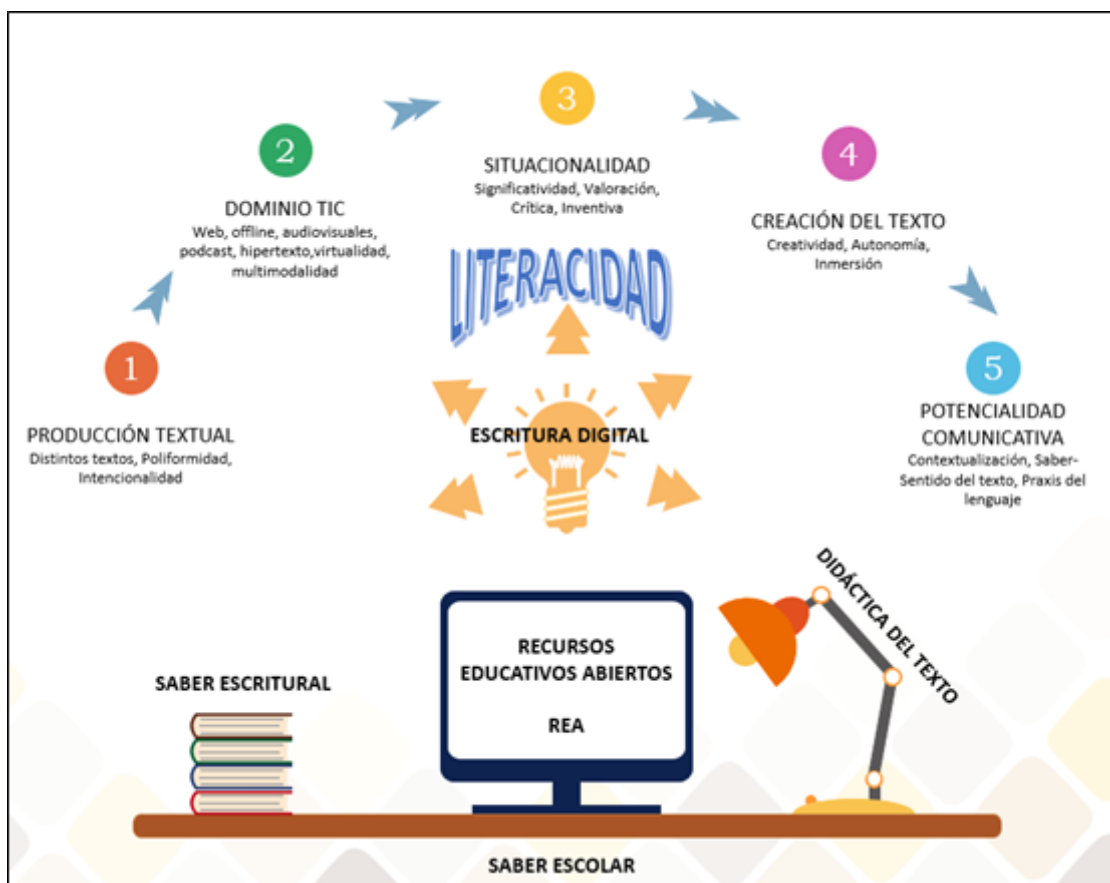 1
PRODUCCIÓN TEXTUAL
Distintos textos, Poliformidad,
Intencionalidad
2
DOMINIO TIC
Web, offline, audiovisuales,
podcast, hipertexto,virtualidad,
multimodalidad
3
SITUACIONALIDAD
Significatividad, Valoración,
Crítica, Inventiva
4
CREACIÓN DEL TEXTO
Creatividad, Autonomía,
Inmersión
5
POTENCIALIDAD
COMUNICATIVA
Contextualización, Saber-
Sentido del texto, Praxis del
lenguaje
LITERACIDAD
ESCRITURA DIGITAL
SABER ESCRITURAL
RECURSOS
EDUCATIVOS ABIERTOS
REA
DIDÁCTICA DEL TEXTO
SABER ESCOLAR